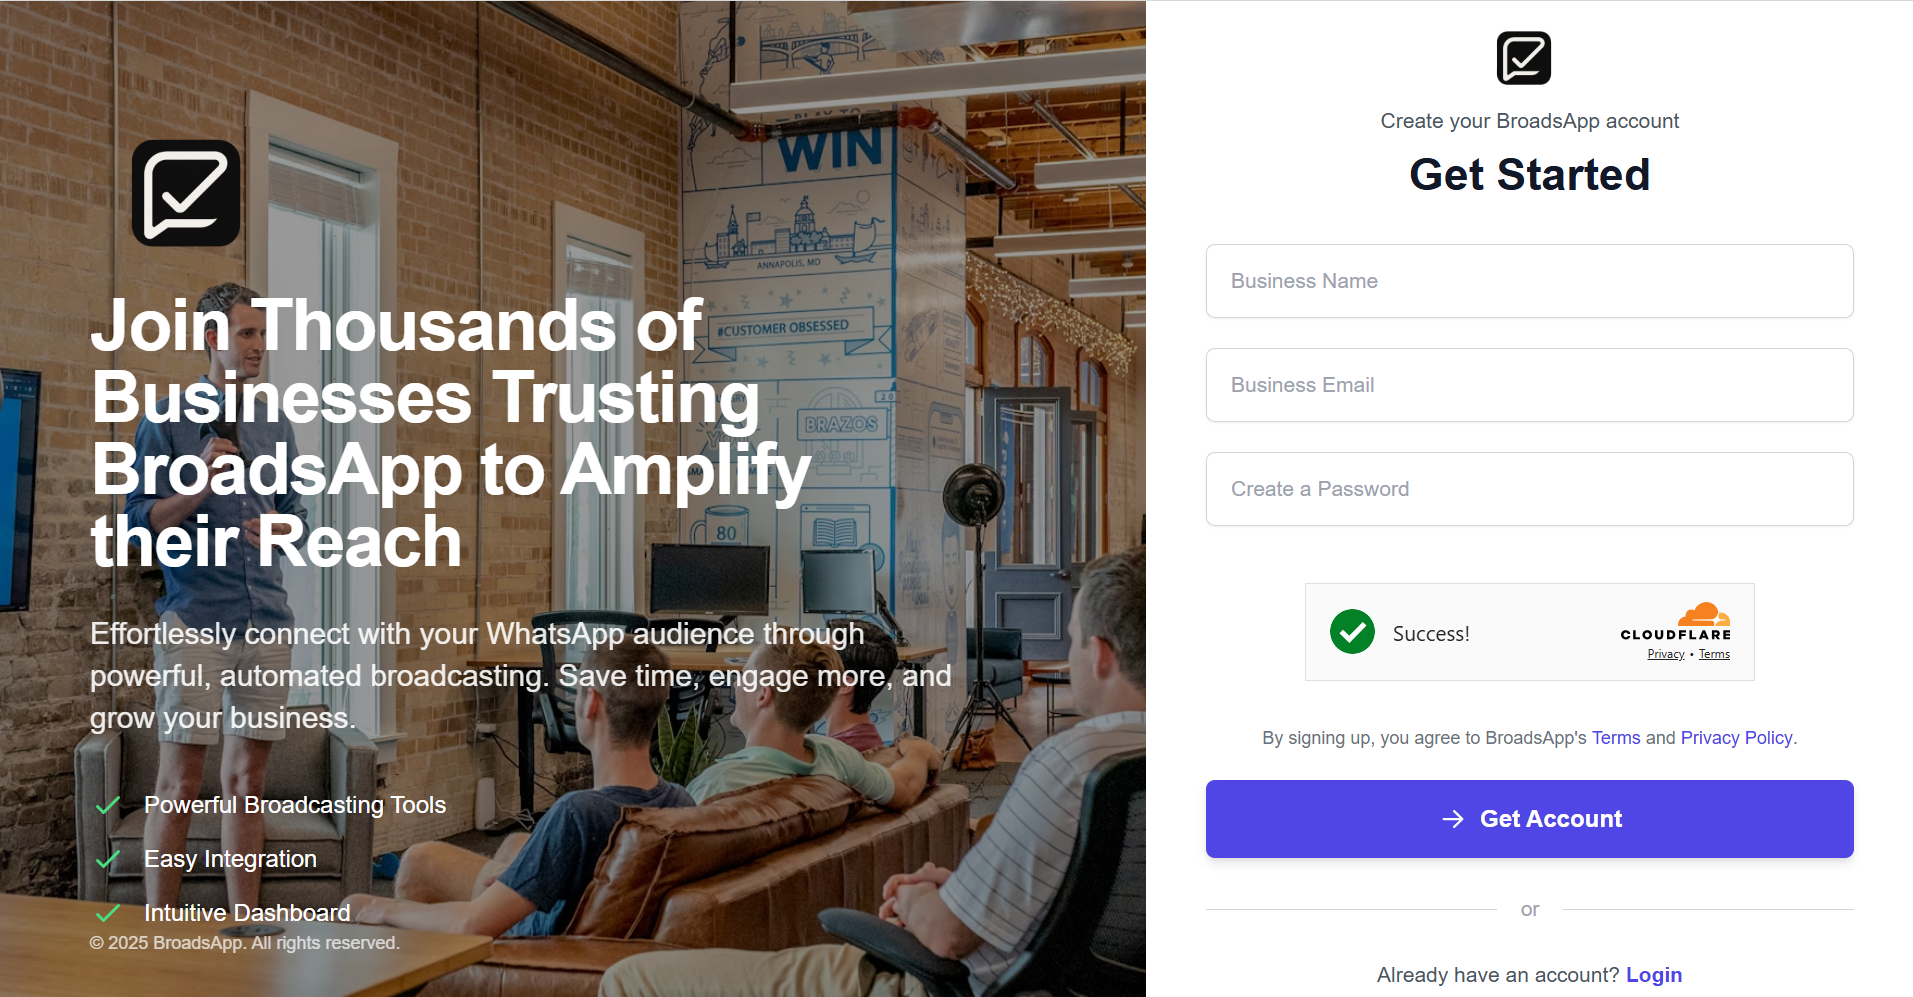 PLAY TO
WIN
ANNAPOLIS, MD
#CUSTOMER OBSESSED
BRAZOS
80
Join Thousands of
Businesses Trusting
BroadsApp to Amplify
their Reach
Effortlessly connect with your WhatsApp audience through
powerful, automated broadcasting. Save time, engage more, and
grow your business.
Powerful Broadcasting Tools
Easy Integration
Intuitive Dashboard
© 2025 BroadsApp. All rights reserved.
Create your BroadsApp account
Get Started
Business Name
Business Email
Create a Password
Success!
CLOUDFLARE
Privacy • Terms
By signing up, you agree to BroadsApp's Terms and Privacy Policy.
Get Account
or
Already have an account? Login